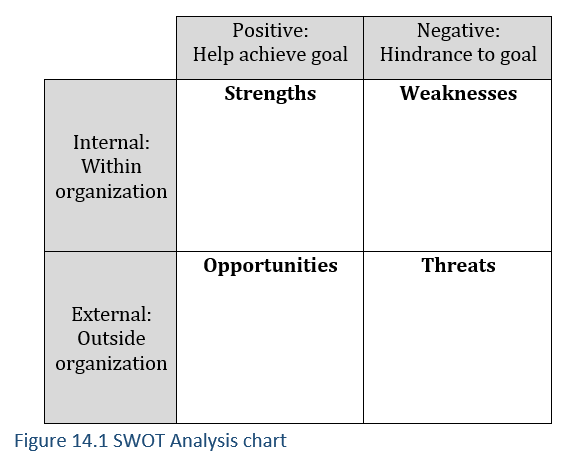 Positive:
Help achieve goal
Negative:
Hindrance to goal
Internal:
Within
organization
Strengths
Weaknesses
External:
Outside
organization
Opportunities
Threats
Figure 14.1 SWOT Analysis chart